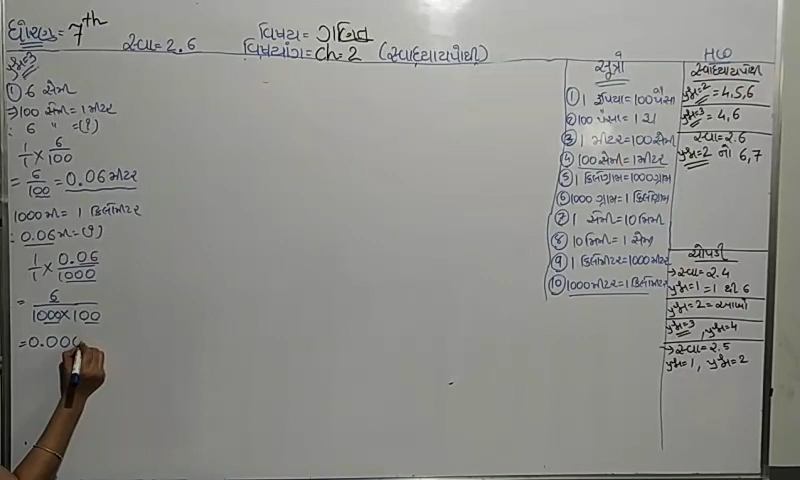 ધોરણ = 7th
સ્વા = 2.6
વિષય = ગણિત
વિષયાંગ = Ch = 2 (સ્વાધ્યાયપોથી)
પ્રશ્ન=3
① 6 સેમી
⇒ 100 સેમી = 1 મીટર
: 6 " = (?)
1/1 × 6/100
= 6/100 = 0.06 મીટર
1000 મી = 1 કિલોમીટર
: 0.06 મી = (?)
1/1 × 0.06/1000
= 6/1000×100
= 0.000
સૂત્રો
① 1 રૂપિયા = 100 પૈસા
② 100 પૈસા = 1 રૂ
③ 1 મીટર = 100 સેમી
④ 100 સેમી = 1 મીટર
⑤ 1 કિલોગ્રામ = 1000 ગ્રામ
⑥ 1000 ગ્રામ = 1 કિલોગ્રામ
⑦ 1 સેમી = 10 મિમી
⑧ 10 મિમી = 1 સેમી
⑨ 1 કિલોમીટર = 1000 મીટર
⑩ 1000 મીટર = 1 કિલોમીટર
H.W
સ્વાધ્યાયપોથી
પ્રશ્ન=2 = 4,5,6
પ્રશ્ન=3 = 4,6
સ્વા = 2.6
પ્રશ્ન=2 નો 6,7
ચોપડી
→ સ્વા = 2.4
પ્રશ્ન=1 = 1 થી 6
પ્રશ્ન=2 = આખો
પ્રશ્ન=3 , પ્રશ્ન=4
→ સ્વા = 2.5
પ્રશ્ન=1, પ્રશ્ન=2